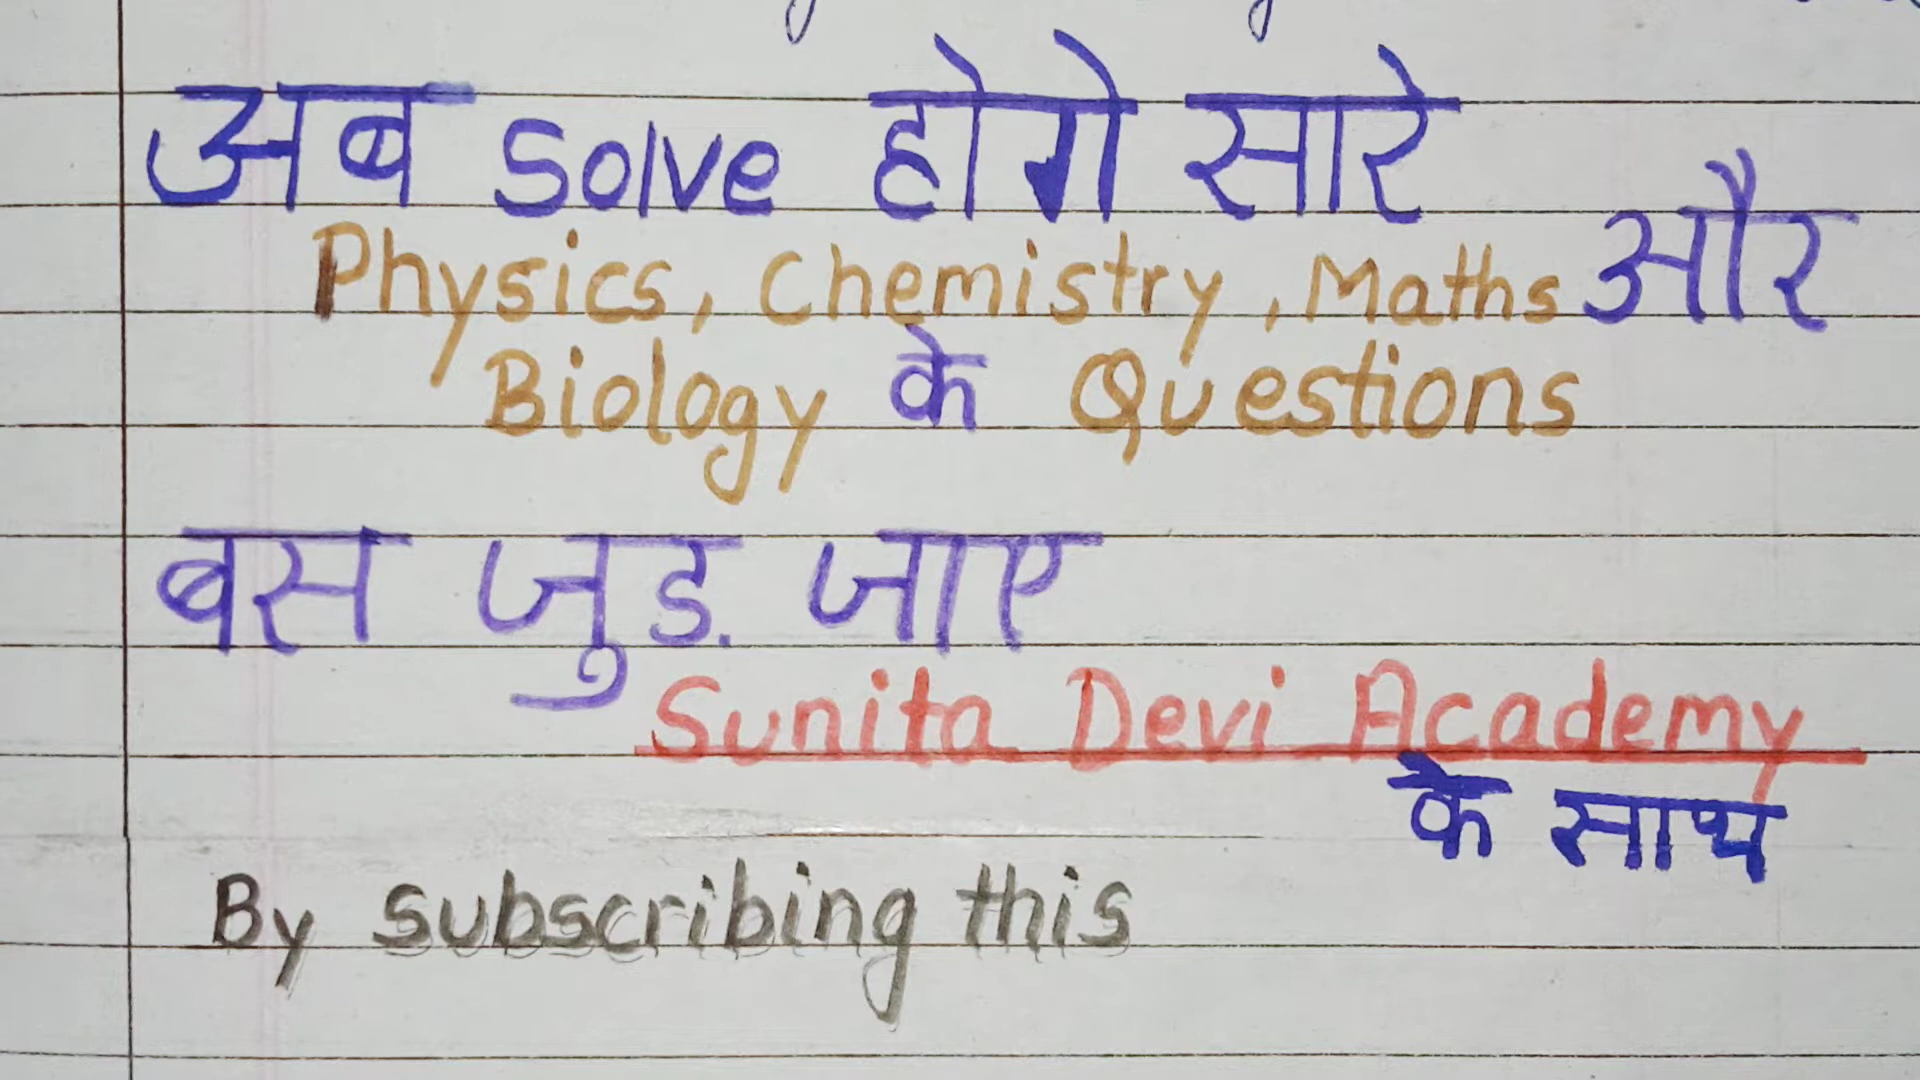 अब solve होगे सारे
Physics, Chemistry, Maths और
Biology के Questions
बस जुड़ जाए
Sunita Devi Academy
के साथ
By subscribing this